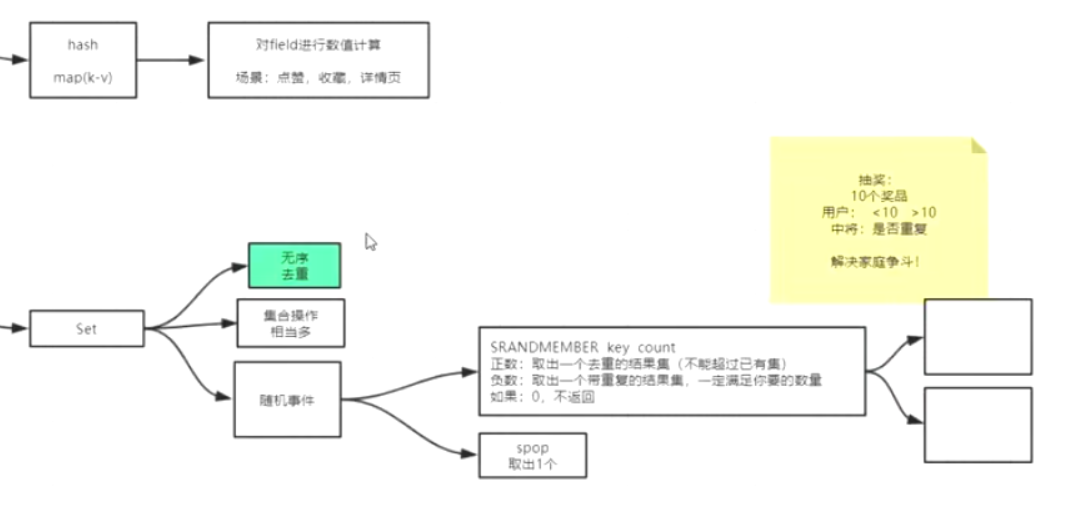 hash
map(k-v)
对field进行数值计算
场景：点赞，收藏，详情页
抽奖：
10个奖品
用户： <10 >10
中将：是否重复
解决家庭争斗！
无序
去重
Set
集合操作
相当多
随机事件
SRANDMEMBER key count
正数：取出一个去重的结果集（不能超过已有集）
负数：取出一个带重复的结果集，一定满足你要的数量
如果：0，不返回
spop
取出1个